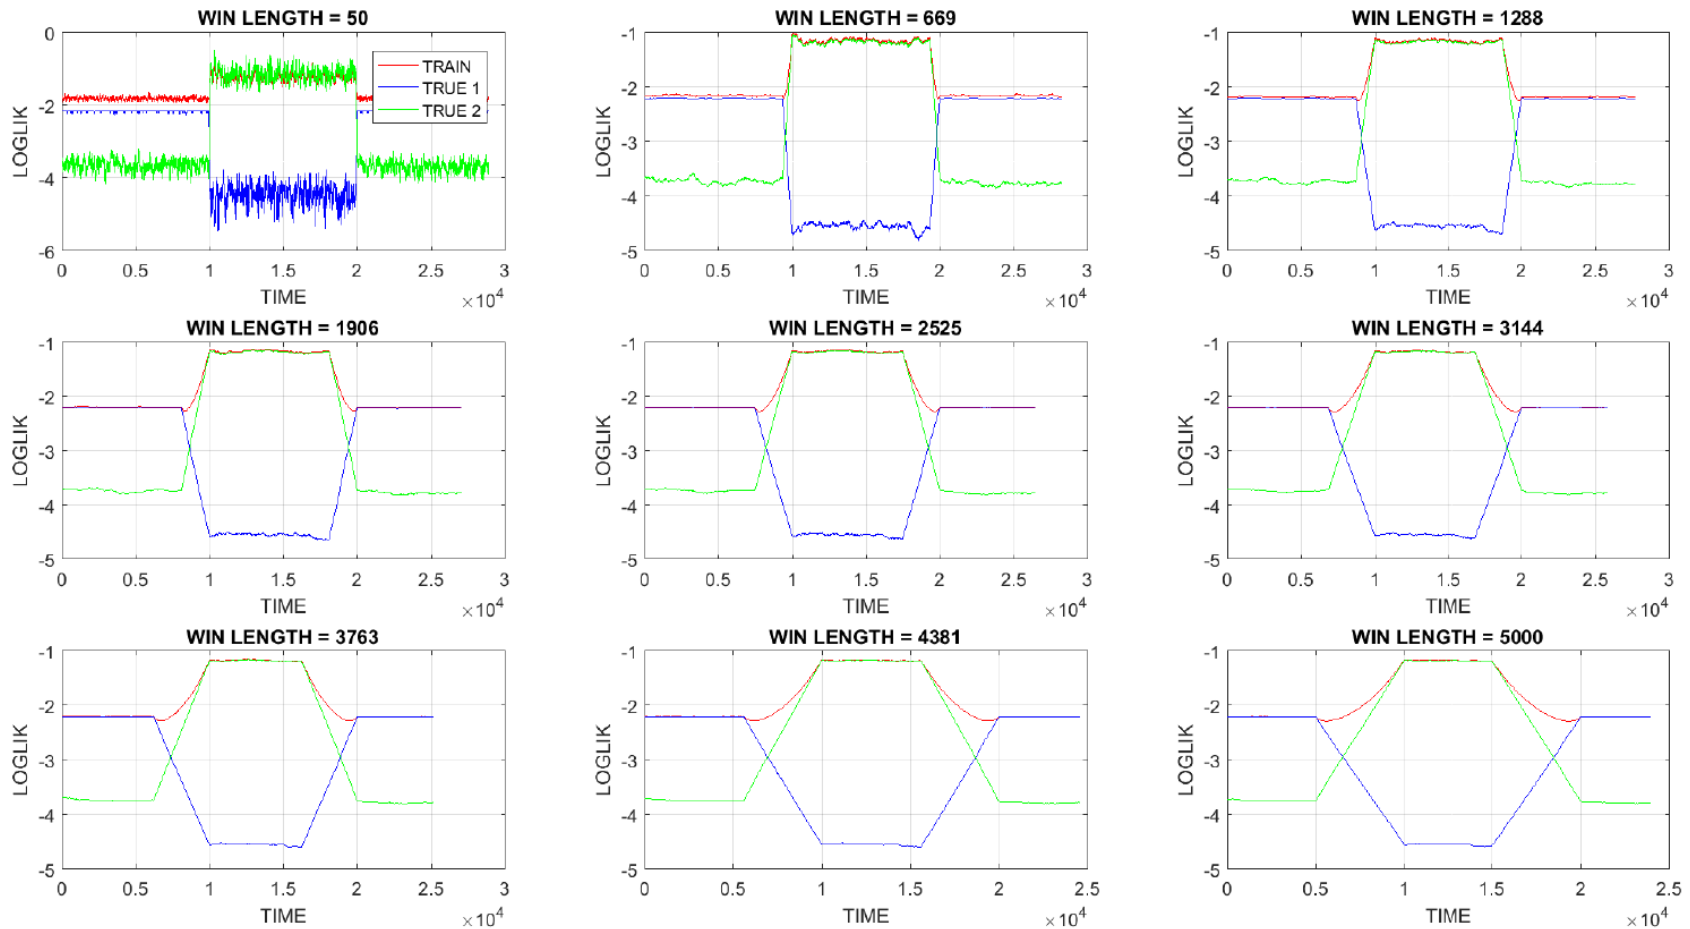 WIN LENGTH = 50
0
-2
-4
-6
LOGLIK
TRAIN
TRUE 1
TRUE 2
0 0.5 1 1.5 2 2.5 3
TIME
×10^4
WIN LENGTH = 669
-1
-2
-3
-4
-5
LOGLIK
0 0.5 1 1.5 2 2.5 3
TIME
×10^4
WIN LENGTH = 1288
-1
-2
-3
-4
-5
LOGLIK
0 0.5 1 1.5 2 2.5 3
TIME
×10^4
WIN LENGTH = 1906
-1
-2
-3
-4
-5
LOGLIK
0 0.5 1 1.5 2 2.5 3
TIME
×10^4
WIN LENGTH = 2525
-1
-2
-3
-4
-5
LOGLIK
0 0.5 1 1.5 2 2.5 3
TIME
×10^4
WIN LENGTH = 3144
-1
-2
-3
-4
-5
LOGLIK
0 0.5 1 1.5 2 2.5 3
TIME
×10^4
WIN LENGTH = 3763
-1
-2
-3
-4
-5
LOGLIK
0 0.5 1 1.5 2 2.5 3
TIME
×10^4
WIN LENGTH = 4381
-1
-2
-3
-4
-5
LOGLIK
0 0.5 1 1.5 2 2.5
TIME
×10^4
WIN LENGTH = 5000
-1
-2
-3
-4
-5
LOGLIK
0 0.5 1 1.5 2 2.5
TIME
×10^4